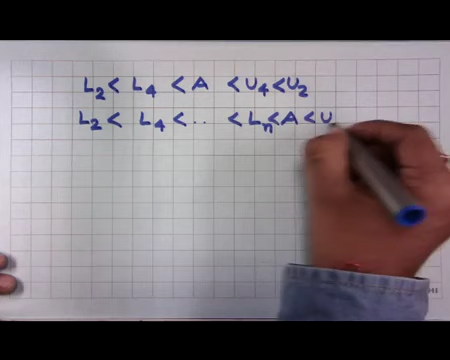 L₂ < L₄ < A < U₄ < U₂
L₂ < L₄ < .. < Lₙ < A < U